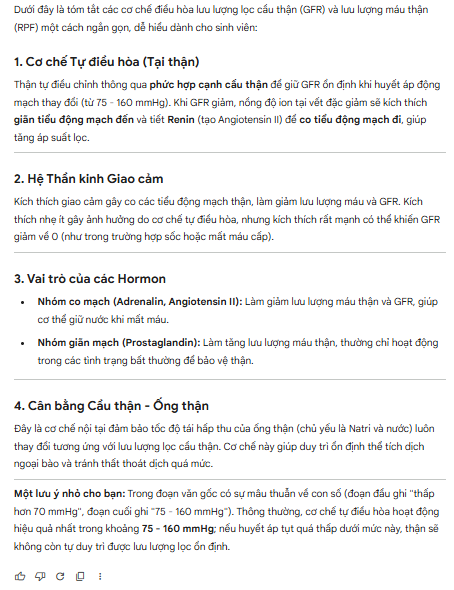 Dưới đây là tóm tắt các cơ chế điều hòa lưu lượng lọc cầu thận (GFR) và lưu lượng máu thận
(RPF) một cách ngắn gọn, dễ hiểu dành cho sinh viên:
1. Cơ chế Tự điều hòa (Tại thận)
Thận tự điều chỉnh thông qua phức hợp cạnh cầu thận để giữ GFR ổn định khi huyết áp động
mạch thay đổi (từ 75 - 160 mmHg). Khi GFR giảm, nồng độ ion tại vết đặc giảm sẽ kích thích
giãn tiểu động mạch đến và tiết Renin (tạo Angiotensin II) để co tiểu động mạch đi, giúp
tăng áp suất lọc.
2. Hệ Thần kinh Giao cảm
Kích thích giao cảm gây co các tiểu động mạch thận, làm giảm lưu lượng máu và GFR. Kích
thích nhẹ ít gây ảnh hưởng do cơ chế tự điều hòa, nhưng kích thích rất mạnh có thể khiến GFR
giảm về 0 (như trong trường hợp sốc hoặc mất máu cấp).
3. Vai trò của các Hormon
• Nhóm co mạch (Adrenalin, Angiotensin II): Làm giảm lưu lượng máu thận và GFR, giúp
cơ thể giữ nước khi mất máu.
• Nhóm giãn mạch (Prostaglandin): Làm tăng lưu lượng máu thận, thường chỉ hoạt động
trong các tình trạng bất thường để bảo vệ thận.
4. Cân bằng Cầu thận - Ống thận
Đây là cơ chế nội tại đảm bảo tốc độ tái hấp thu của ống thận (chủ yếu là Natri và nước) luôn
thay đổi tương ứng với lưu lượng lọc cầu thận. Cơ chế này giúp duy trì ổn định thể tích dịch
ngoại bào và tránh thất thoát dịch quá mức.
Một lưu ý nhỏ cho bạn: Trong đoạn văn gốc có sự mâu thuẫn về con số (đoạn đầu ghi "thấp
hơn 70 mmHg", đoạn cuối ghi "75 - 160 mmHg"). Thông thường, cơ chế tự điều hòa hoạt động
hiệu quả nhất trong khoảng 75 - 160 mmHg; nếu huyết áp tụt quá thấp dưới mức này, thận sẽ
không còn tự duy trì được lưu lượng lọc ổn định.